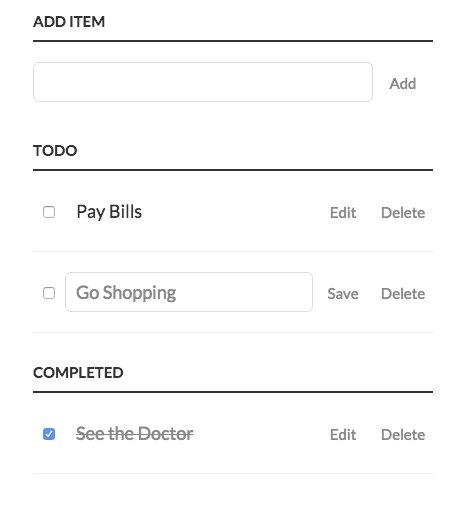 ADD ITEM
Add
TODO
Pay Bills Edit Delete
Go Shopping Save Delete
COMPLETED
See the Doctor Edit Delete